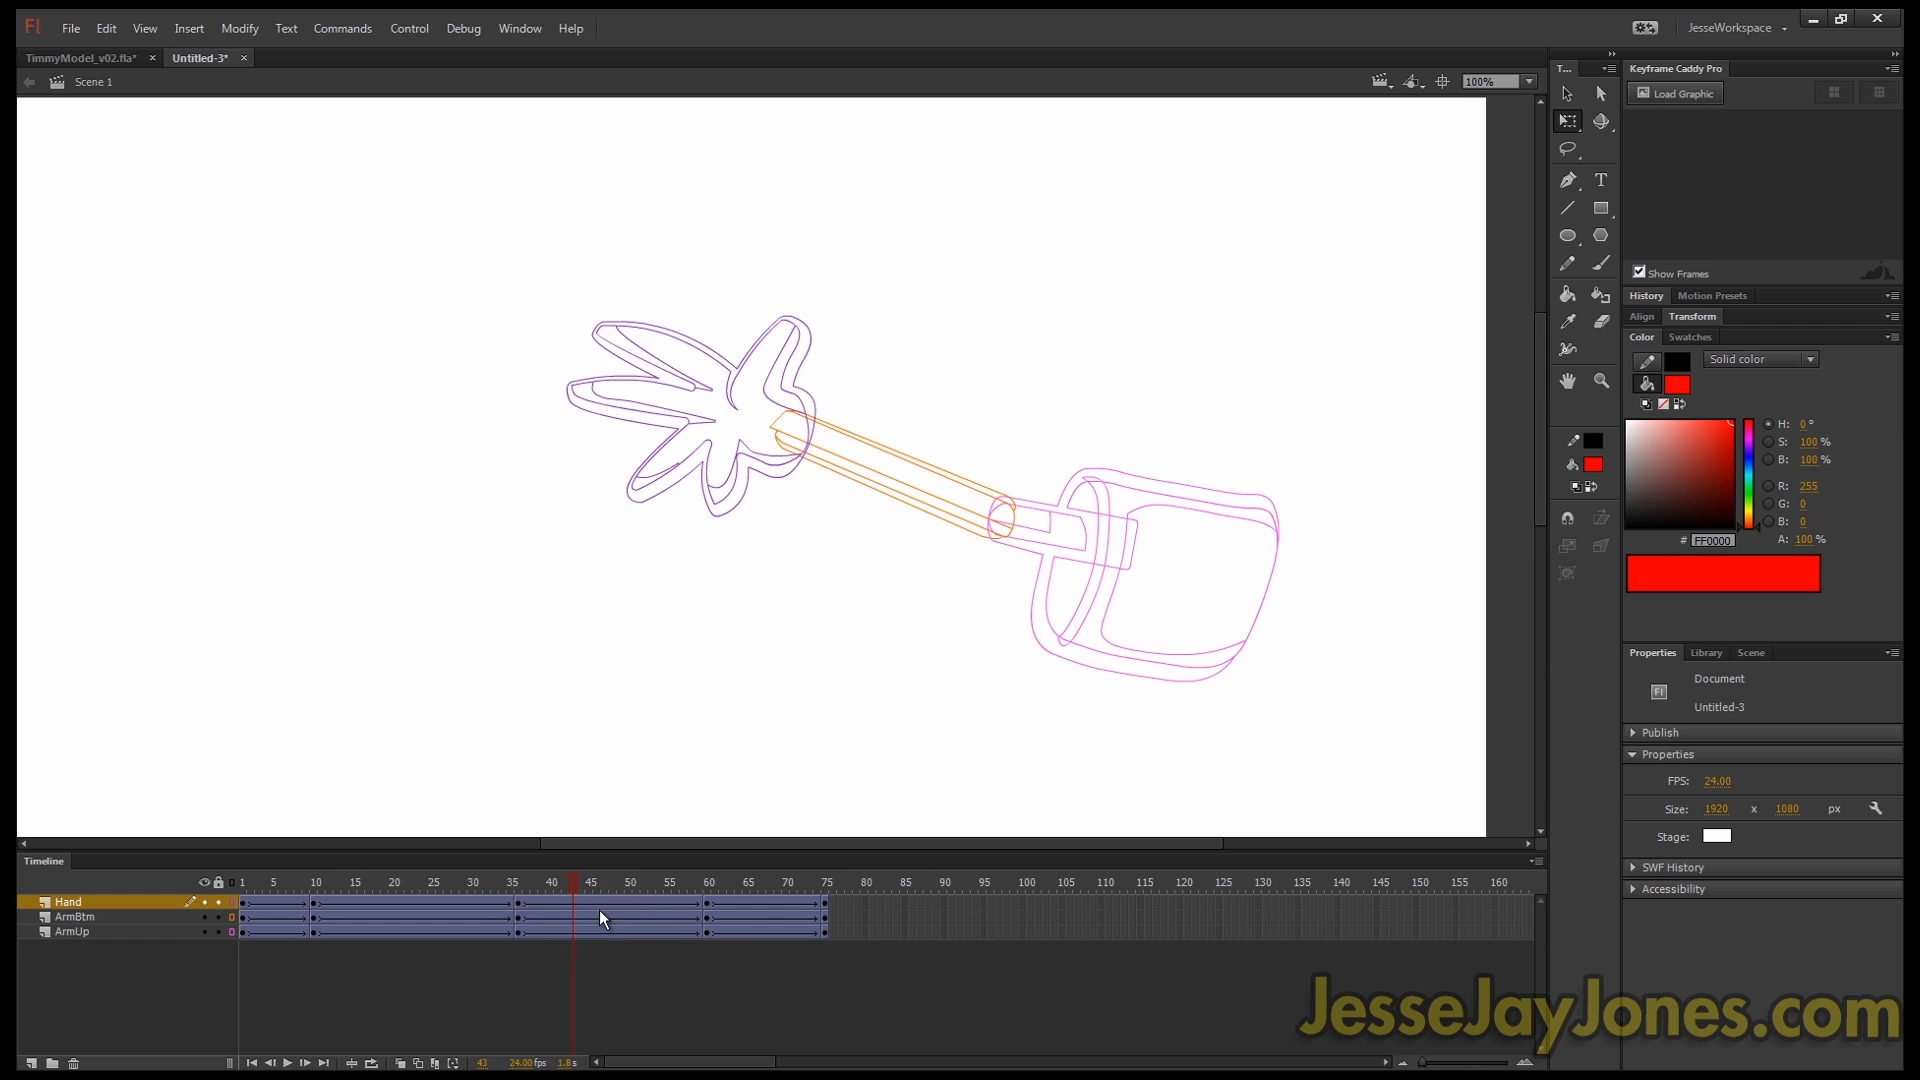 Fl File Edit View Insert Modify Text Commands Control Debug Window Help JesseWorkspace
TimmyModel_v02.fla* × Untitled-3* ×
Scene 1 100%
T...
T
Keyframe Caddy Pro
Load Graphic
Show Frames
History Motion Presets
Align Transform
Color Swatches
Solid color
H: 0 °
S: 100 %
B: 100 %
R: 255
G: 0
B: 0
# FF0000 A: 100 %
Properties Library Scene
Fl Document
Untitled-3
Publish
Properties
FPS: 24.00
Size: 1920 x 1080 px
Stage:
SWF History
Accessibility
Timeline
1 5 10 15 20 25 30 35 40 45 50 55 60 65 70 75 80 85 90 95 100 105 110 115 120 125 130 135 140 145 150 155 160
Hand
ArmBtm
ArmUp
43 24.00 fps 1.8 s
JesseJayJones.com